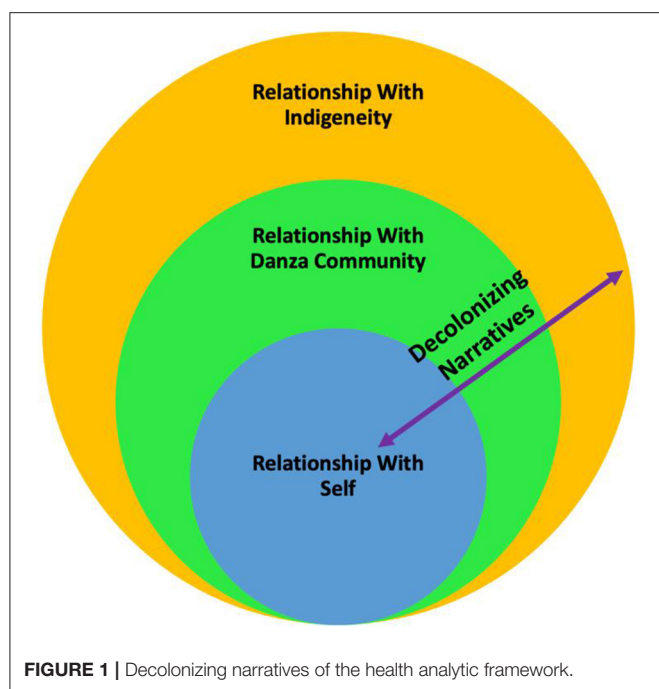 Relationship With
Indigeneity
Relationship With
Danza Community
Decolonizing
Narratives
Relationship With
Self
FIGURE 1 | Decolonizing narratives of the health analytic framework.